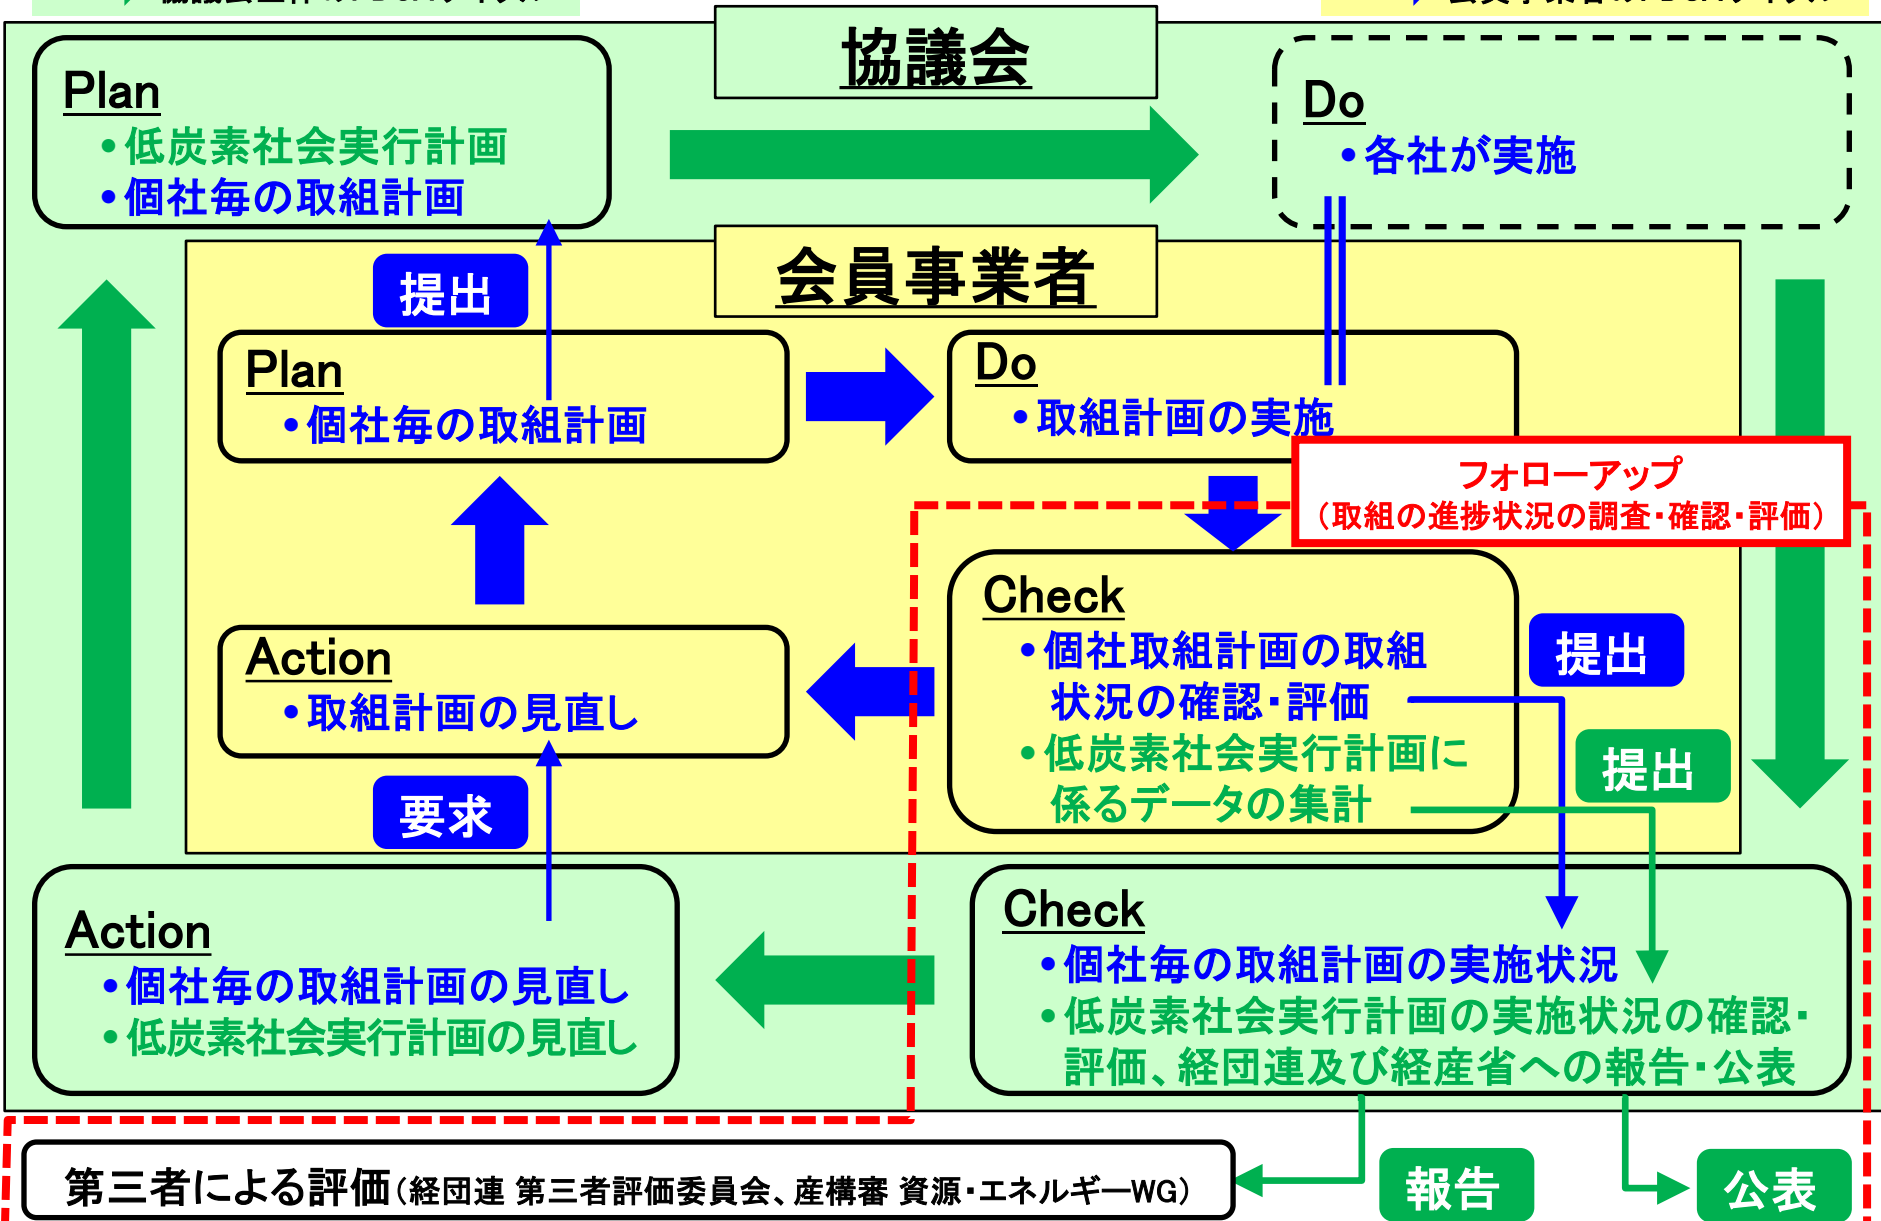 協議会
Plan
•低炭素社会実行計画
•個社毎の取組計画
Do
•各社が実施
会員事業者
提出
Plan
•個社毎の取組計画
Do
•取組計画の実施
フォローアップ
（取組の進捗状況の調査・確認・評価）
Check
•個社取組計画の取組
状況の確認・評価
•低炭素社会実行計画に
係るデータの集計
提出
提出
Action
•取組計画の見直し
要求
Action
•個社毎の取組計画の見直し
•低炭素社会実行計画の見直し
Check
•個社毎の取組計画の実施状況
•低炭素社会実行計画の実施状況の確認・
評価、経団連及び経産省への報告・公表
第三者による評価（経団連 第三者評価委員会、産構審 資源・エネルギーWG）
報告
公表